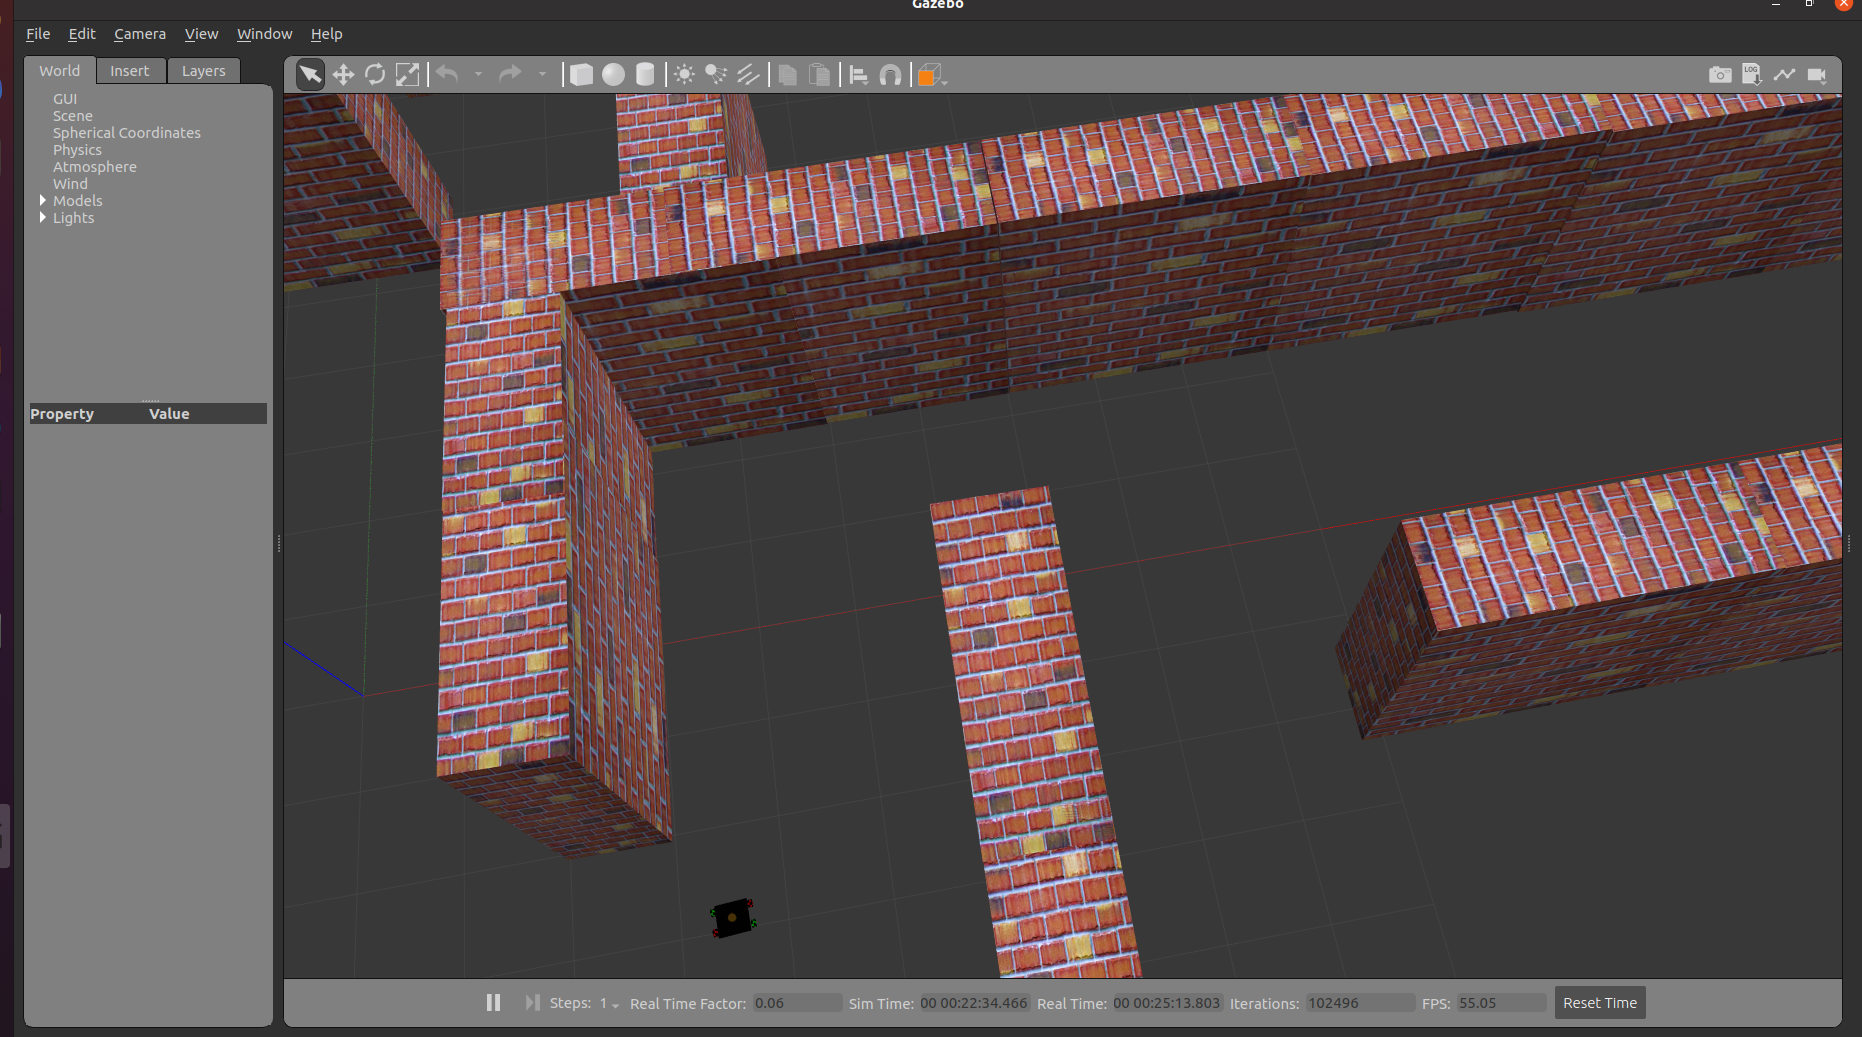 Gazebo
File Edit Camera View Window Help
World Insert Layers
LOG
GUI
Scene
Spherical Coordinates
Physics
Atmosphere
Wind
Models
Lights
Property Value
Steps: 1 Real Time Factor: 0.06 Sim Time: 00 00:22:34.466 Real Time: 00 00:25:13.803 Iterations: 102496 FPS: 55.05 Reset Time